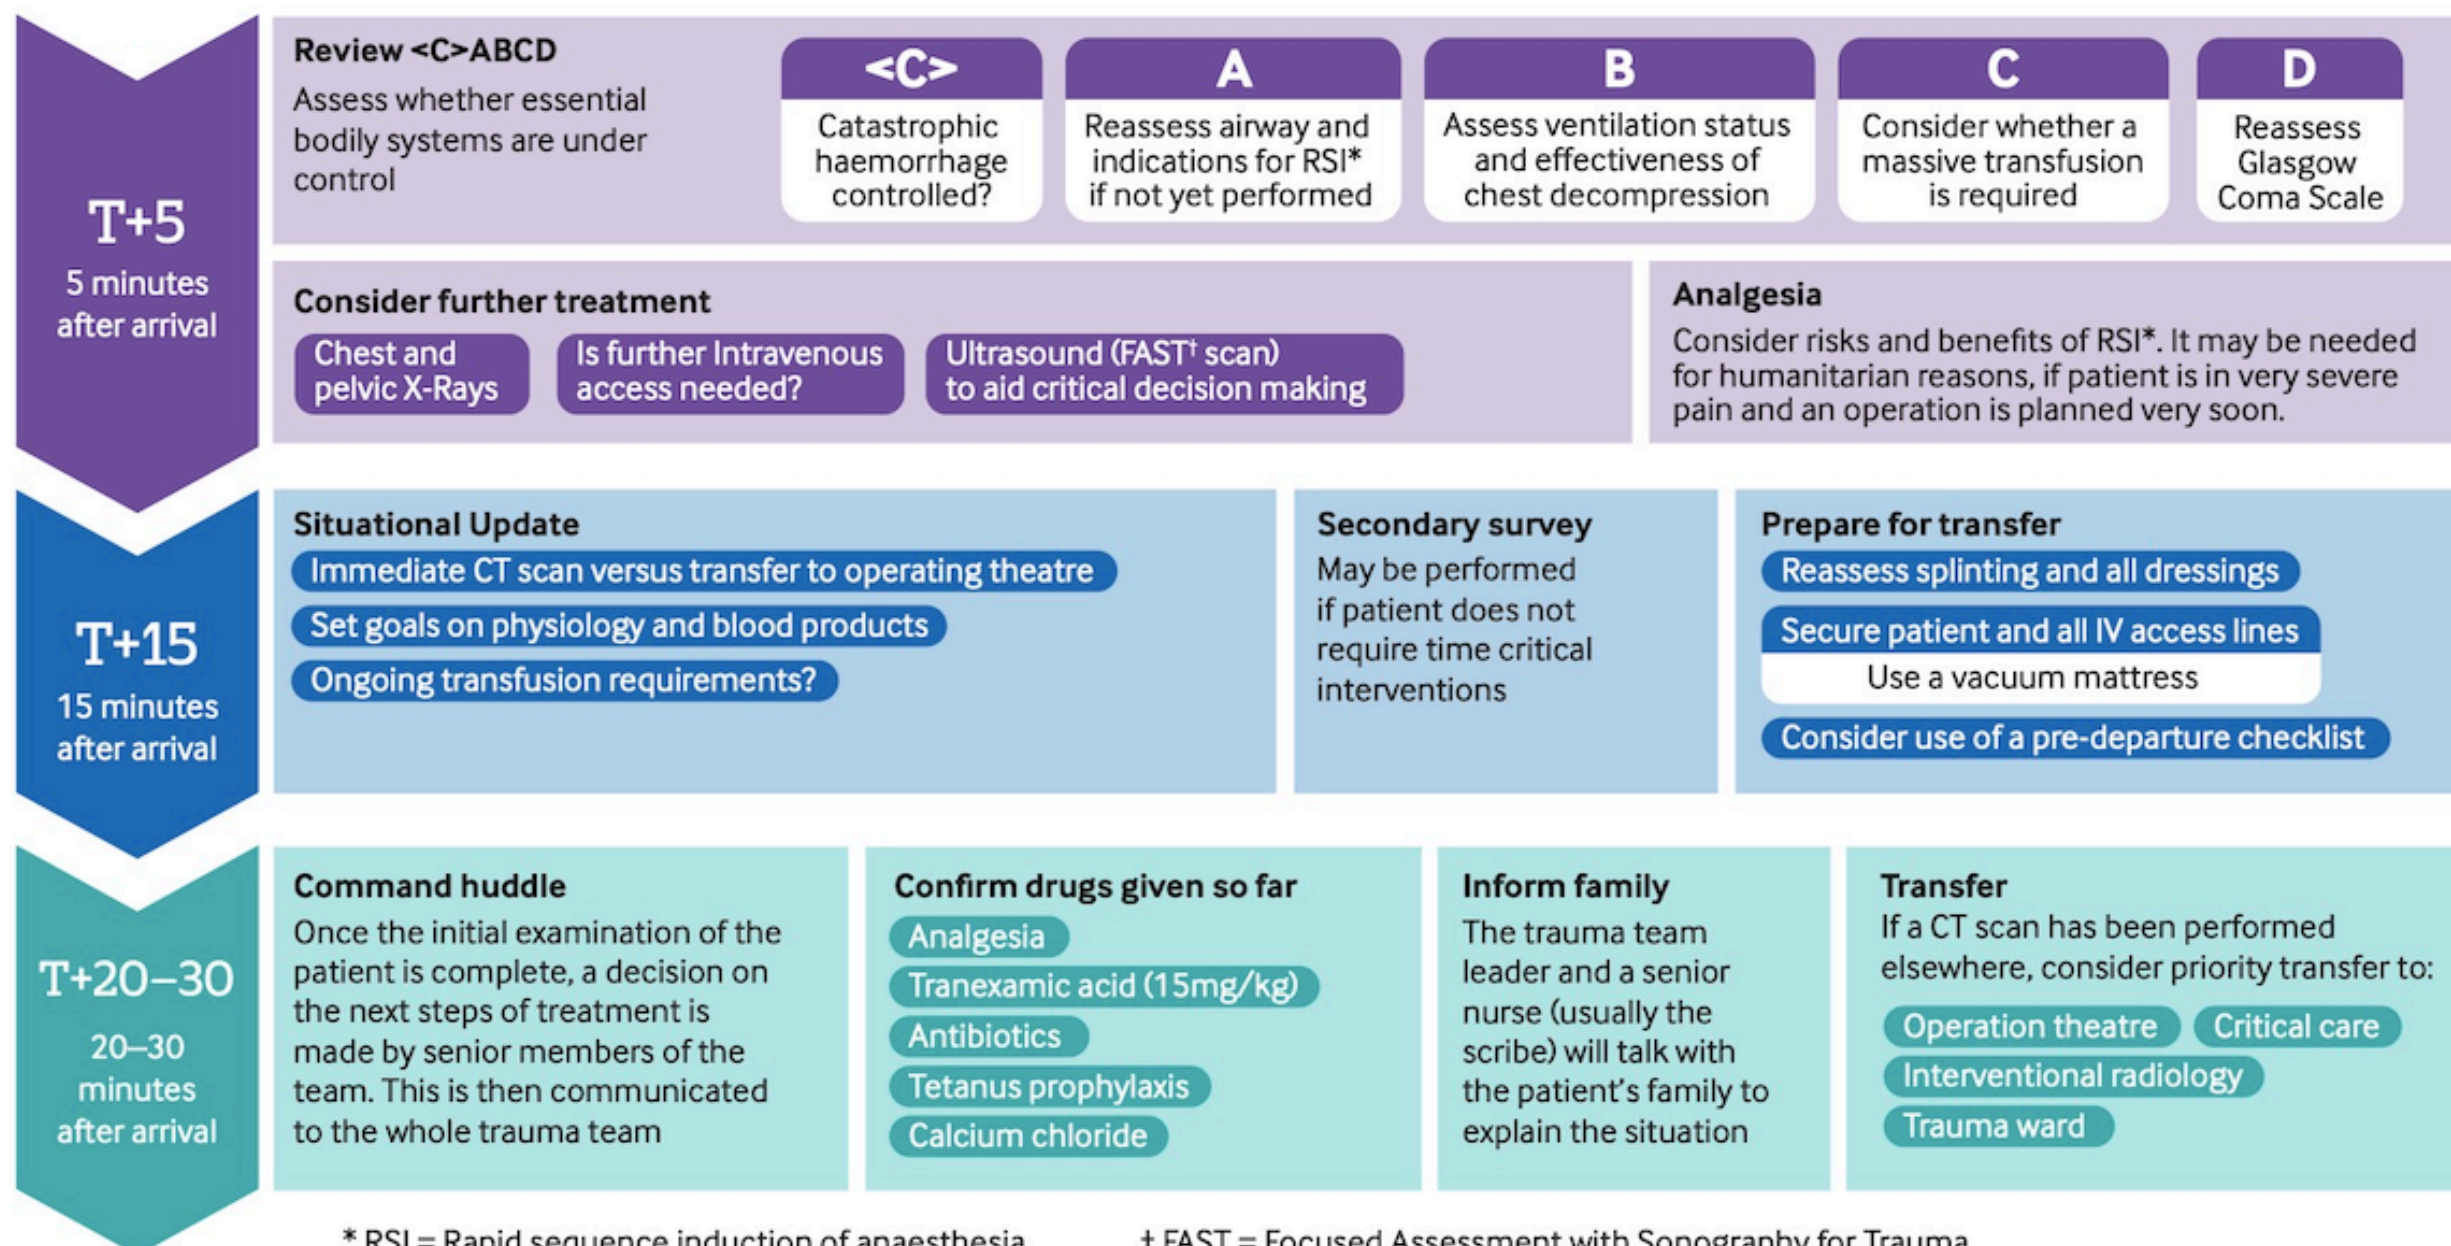 T+5
5 minutes
after arrival
Review <C>ABCD
Assess whether essential
bodily systems are under
control
<C>
Catastrophic
haemorrhage
controlled?
A
Reassess airway and
indications for RSI*
if not yet performed
B
Assess ventilation status
and effectiveness of
chest decompression
C
Consider whether a
massive transfusion
is required
D
Reassess
Glasgow
Coma Scale
Consider further treatment
Chest and
pelvic X-Rays
Is further Intravenous
access needed?
Ultrasound (FAST† scan)
to aid critical decision making
Analgesia
Consider risks and benefits of RSI*. It may be needed
for humanitarian reasons, if patient is in very severe
pain and an operation is planned very soon.
T+15
15 minutes
after arrival
Situational Update
Immediate CT scan versus transfer to operating theatre
Set goals on physiology and blood products
Ongoing transfusion requirements?
Secondary survey
May be performed
if patient does not
require time critical
interventions
Prepare for transfer
Reassess splinting and all dressings
Secure patient and all IV access lines
Use a vacuum mattress
Consider use of a pre-departure checklist
T+20–30
20–30
minutes
after arrival
Command huddle
Once the initial examination of the
patient is complete, a decision on
the next steps of treatment is
made by senior members of the
team. This is then communicated
to the whole trauma team
Confirm drugs given so far
Analgesia
Tranexamic acid (15mg/kg)
Antibiotics
Tetanus prophylaxis
Calcium chloride
Inform family
The trauma team
leader and a senior
nurse (usually the
scribe) will talk with
the patient's family to
explain the situation
Transfer
If a CT scan has been performed
elsewhere, consider priority transfer to:
Operation theatre
Critical care
Interventional radiology
Trauma ward
* RSI = Rapid sequence induction of anaesthesia
† FAST = Focused Assessment with Sonography for Trauma